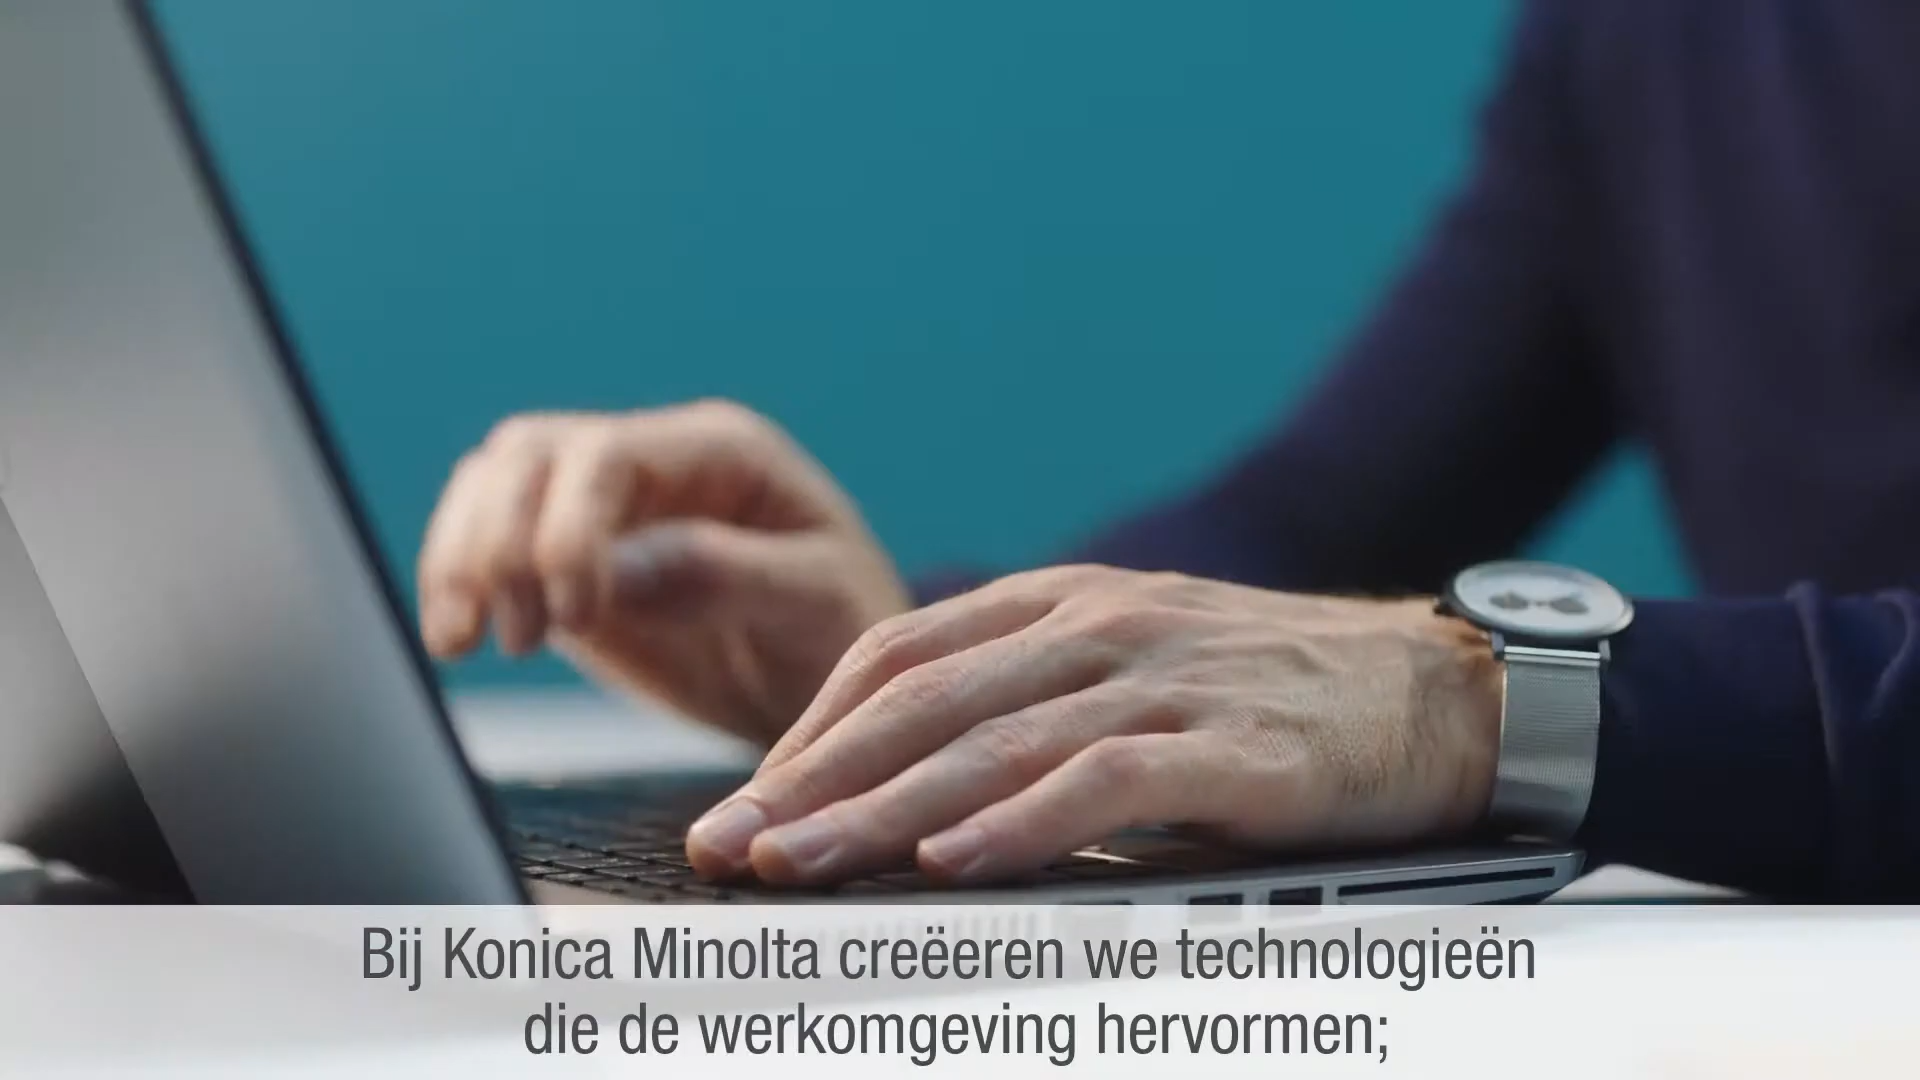 Bij Konica Minolta creëeren we technologieën
die de werkomgeving hervormen;